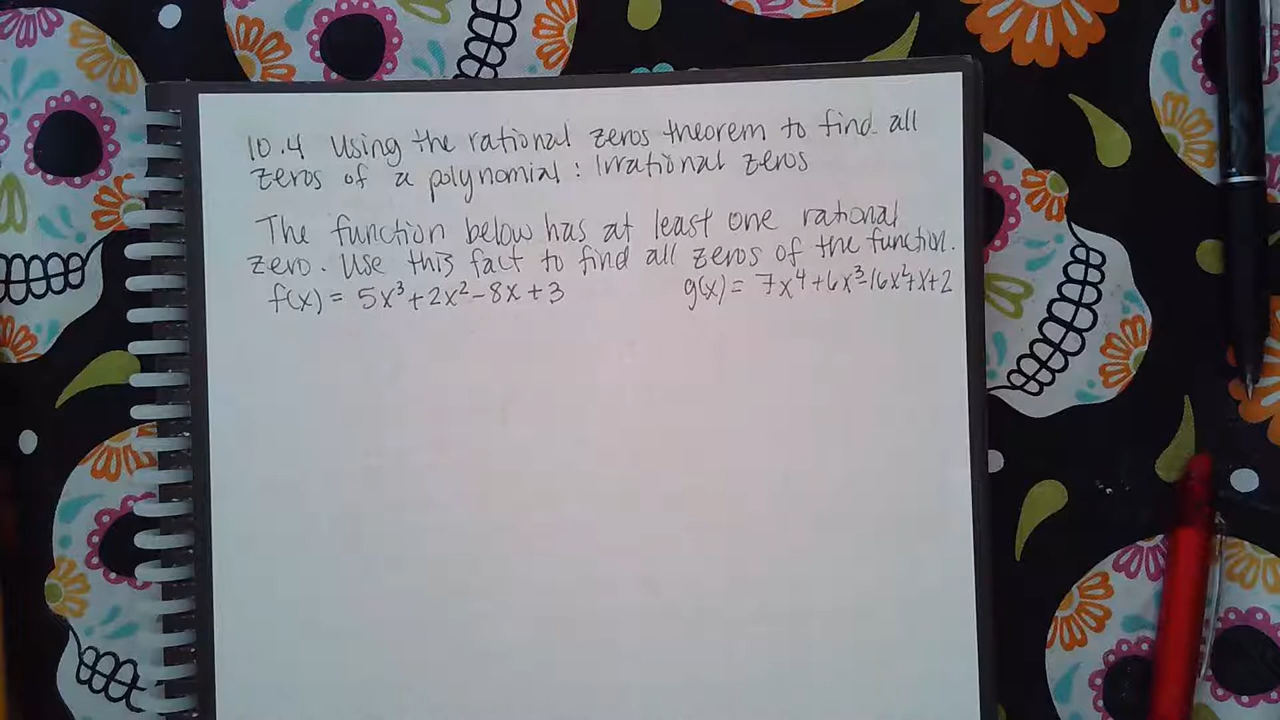 10.4 Using the rational zeros theorem to find all
zeros of a polynomial: Irrational zeros
The function below has at least one rational
zero. Use this fact to find all zeros of the function.
f(x) = 5x³+2x²-8x+3 g(x) = 7x⁴+6x³-16x²+x+2